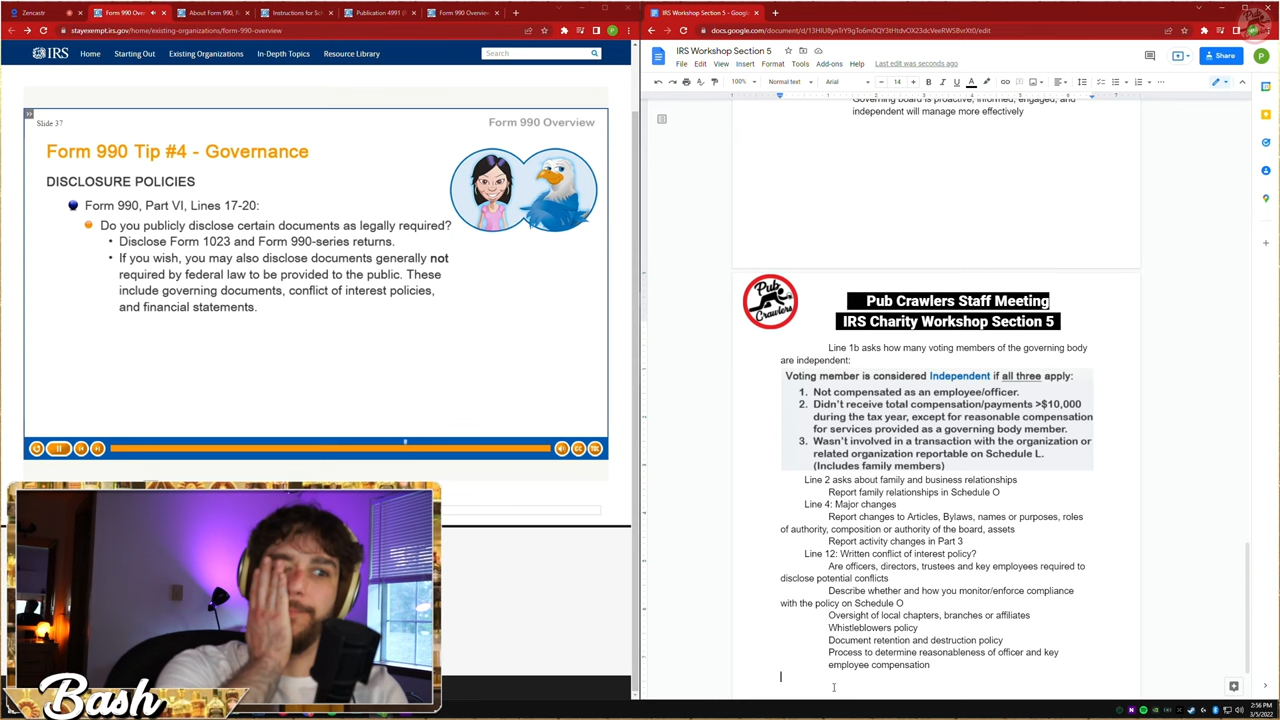 Zencastr
Form 990 Over
About Form 990, R
Instructions for Sch
Publication 4991 (
Form 990 Overview
stayexempt.irs.gov/home/existing-organizations/form-990-overview
IRS
Home
Starting Out
Existing Organizations
In-Depth Topics
Resource Library
Search
Slide 37
Form 990 Overview
Form 990 Tip #4 - Governance
DISCLOSURE POLICIES
Form 990, Part VI, Lines 17-20:
Do you publicly disclose certain documents as legally required?
• Disclose Form 1023 and Form 990-series returns.
• If you wish, you may also disclose documents generally not
required by federal law to be provided to the public. These
include governing documents, conflict of interest policies,
and financial statements.
CC
TOC
Bash
IRS Workshop Section 5 - Google
IRS Workshop Section 5
File Edit View Insert Format Tools Add-ons Help
Last edit was seconds ago
Share
100%
Normal text
Arial
14
Governing board is proactive, informed, engaged, and
independent will manage more effectively
Pub
Crawlers
Pub Crawlers Staff Meeting
IRS Charity Workshop Section 5
Line 1b asks how many voting members of the governing body
are independent:
Voting member is considered Independent if all three apply:
1. Not compensated as an employee/officer.
2. Didn't receive total compensation/payments >$10,000
during the tax year, except for reasonable compensation
for services provided as a governing body member.
3. Wasn't involved in a transaction with the organization or
related organization reportable on Schedule L.
(Includes family members)
Line 2 asks about family and business relationships
Report family relationships in Schedule O
Line 4: Major changes
Report changes to Articles, Bylaws, names or purposes, roles
of authority, composition or authority of the board, assets
Report activity changes in Part 3
Line 12: Written conflict of interest policy?
Are officers, directors, trustees and key employees required to
disclose potential conflicts
Describe whether and how you monitor/enforce compliance
with the policy on Schedule O
Oversight of local chapters, branches or affiliates
Whistleblowers policy
Document retention and destruction policy
Process to determine reasonableness of officer and key
employee compensation
2:56 PM
3/5/2022